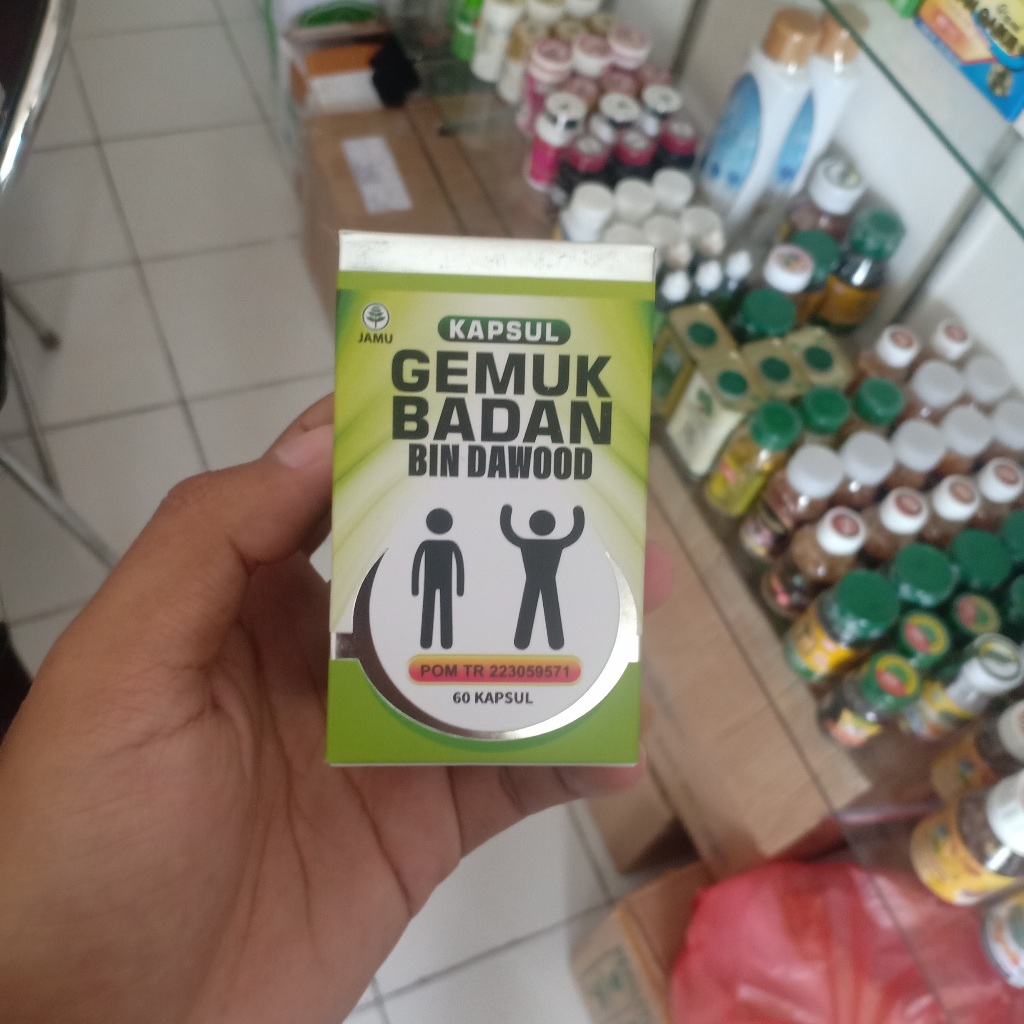 JAMU
KAPSUL
GEMUK
BADAN
BIN DAWOOD
POM TR 223059571
60 KAPSUL